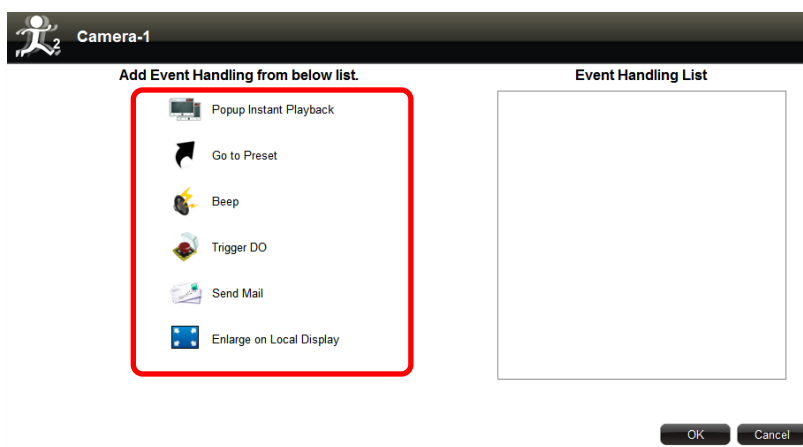 2 Camera-1
Add Event Handling from below list.
Event Handling List
Popup Instant Playback
Go to Preset
Beep
Trigger DO
Send Mail
Enlarge on Local Display
OK Cancel